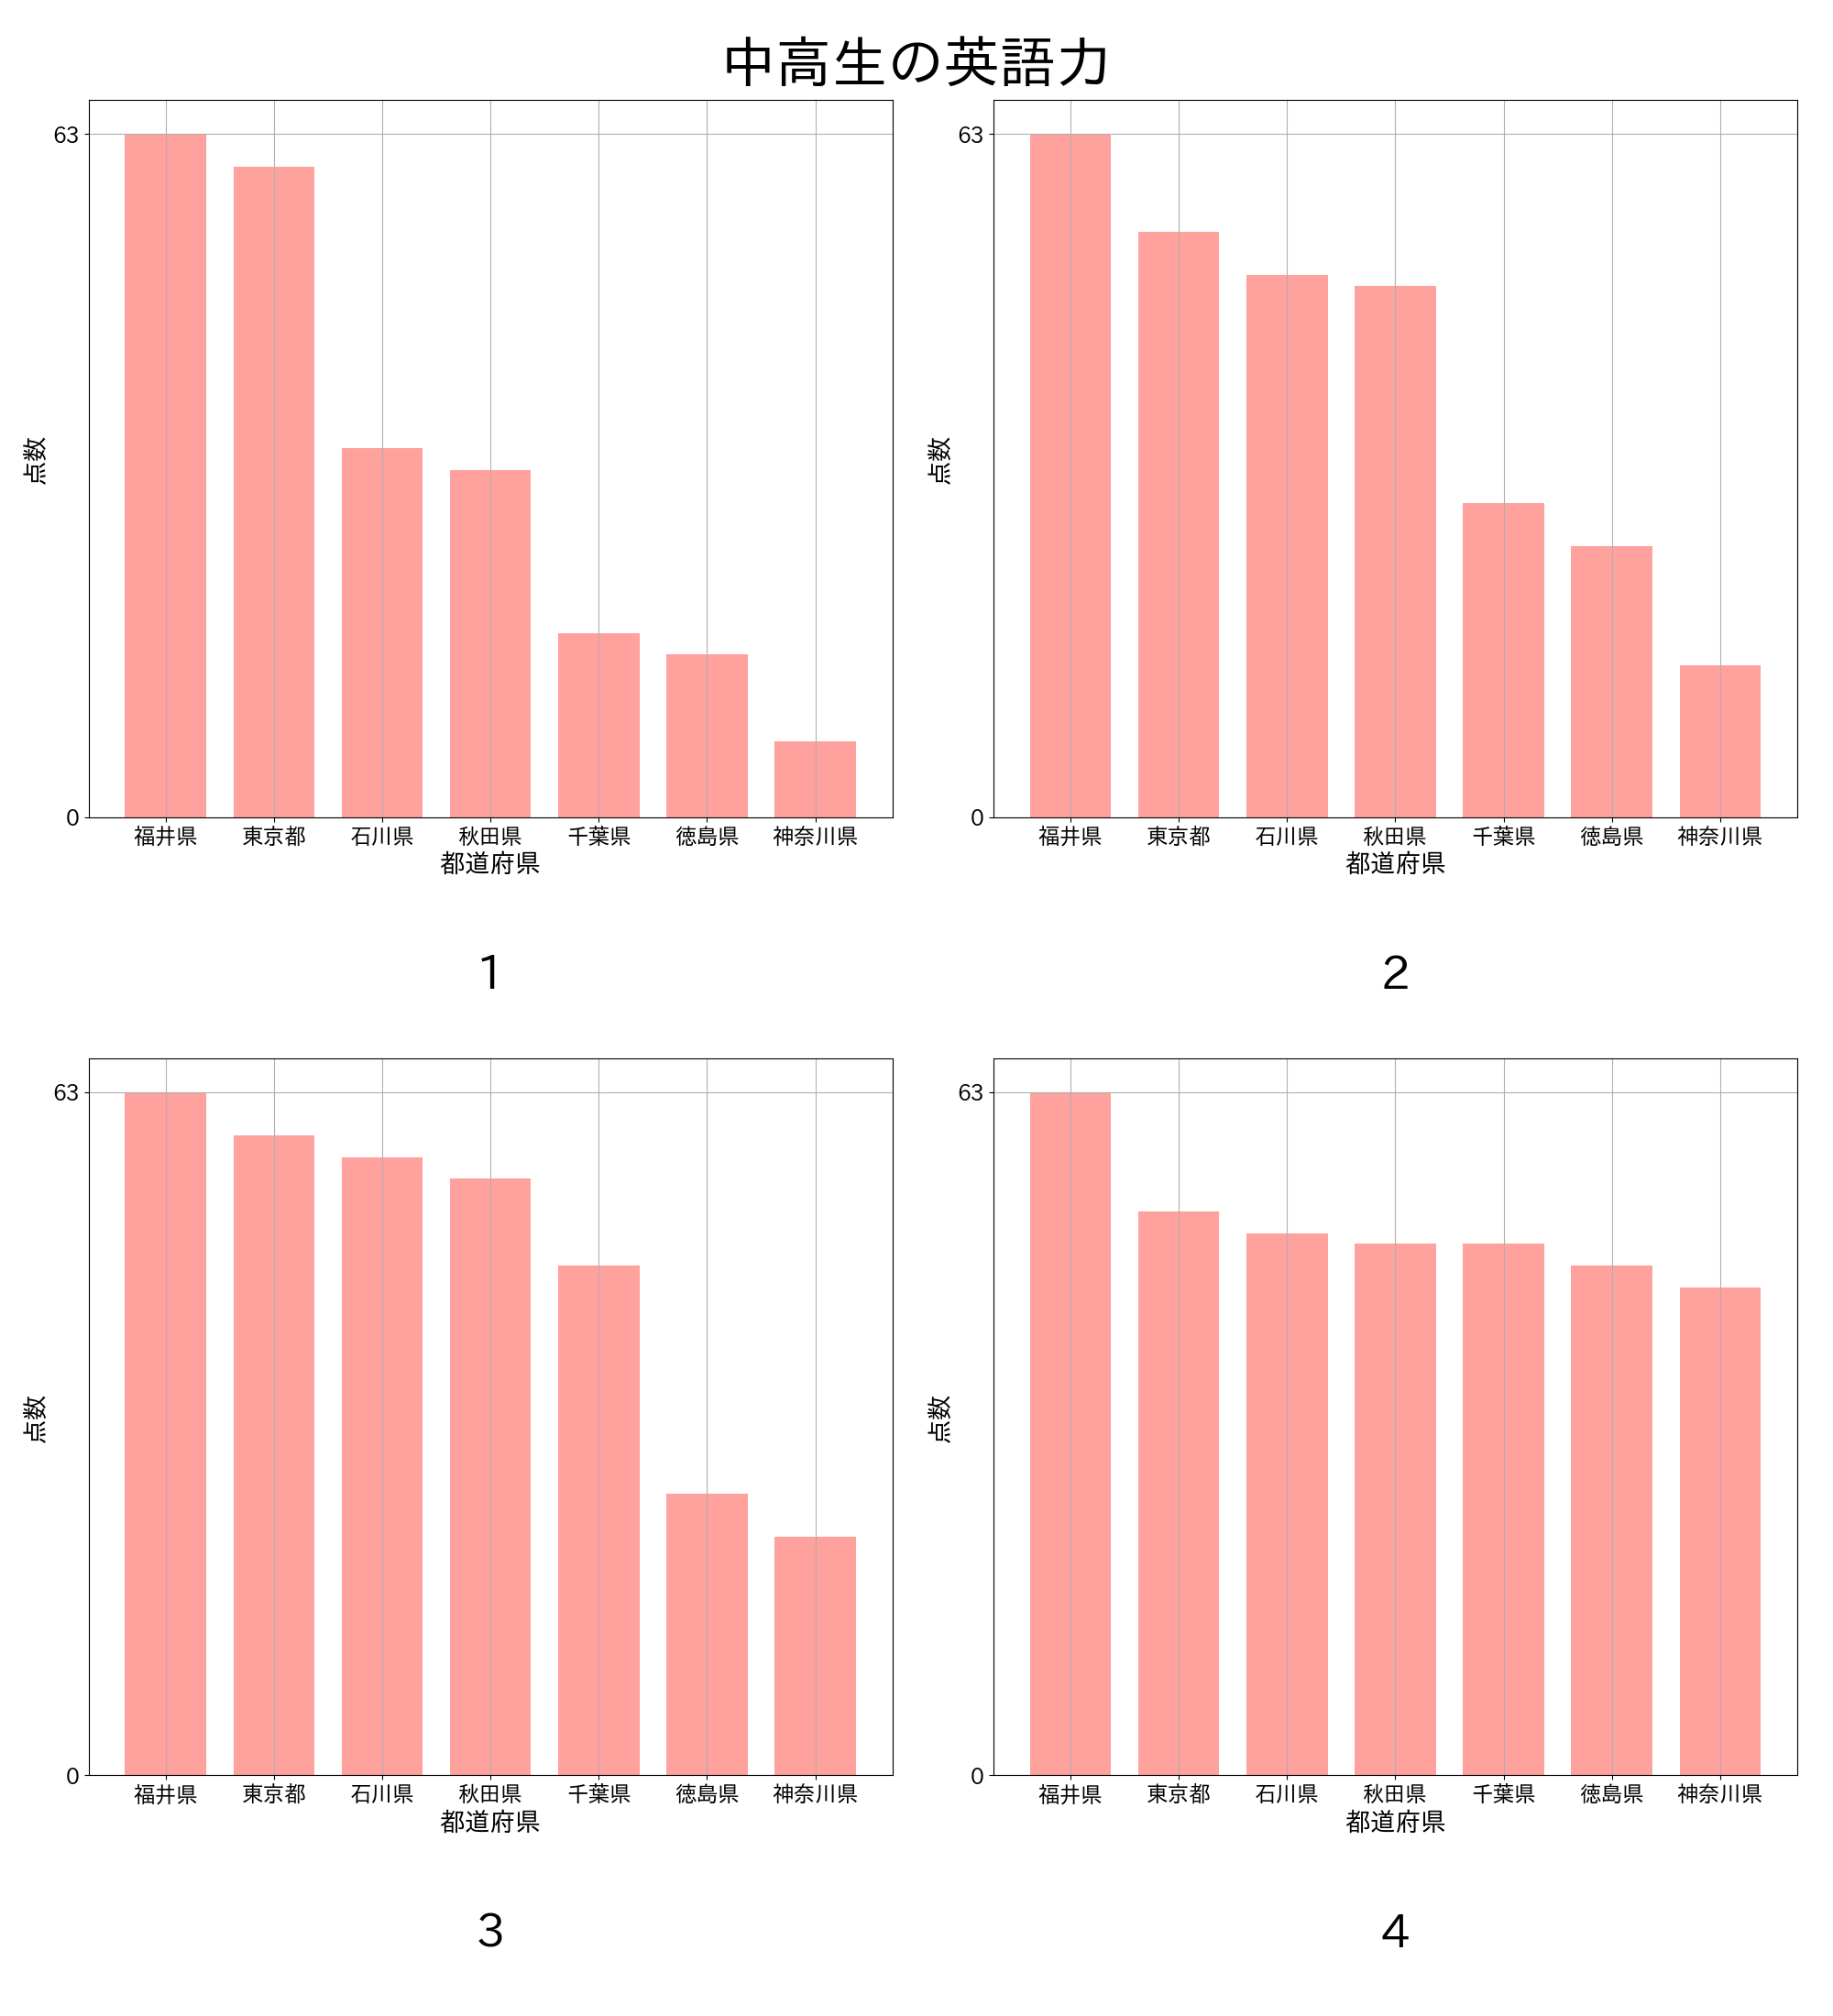 中高生の英語力
63
点数
0
福井県 東京都 石川県 秋田県 千葉県 徳島県 神奈川県
都道府県
1
63
点数
0
福井県 東京都 石川県 秋田県 千葉県 徳島県 神奈川県
都道府県
2
63
点数
0
福井県 東京都 石川県 秋田県 千葉県 徳島県 神奈川県
都道府県
3
63
点数
0
福井県 東京都 石川県 秋田県 千葉県 徳島県 神奈川県
都道府県
4